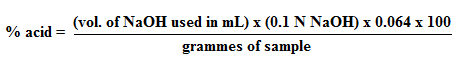 (vol. of NaOH used in mL) x (0.1 N NaOH) x 0.064 x 100
% acid =
grammes of sample